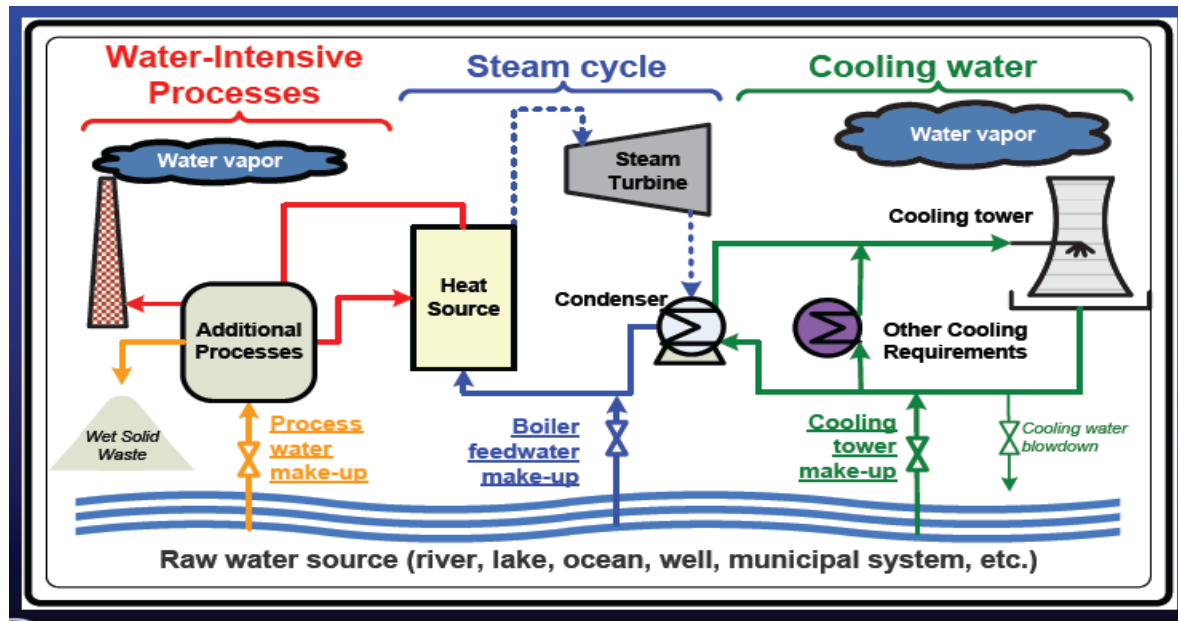 Water-Intensive
Processes
Steam cycle
Cooling water
Water vapor
Water vapor
Steam
Turbine
Cooling tower
Heat
Source
Condenser
Additional
Processes
Other Cooling
Requirements
Wet Solid
Waste
Process
water
make-up
Boiler
feedwater
make-up
Cooling
tower
make-up
Cooling water
blowdown
Raw water source (river, lake, ocean, well, municipal system, etc.)